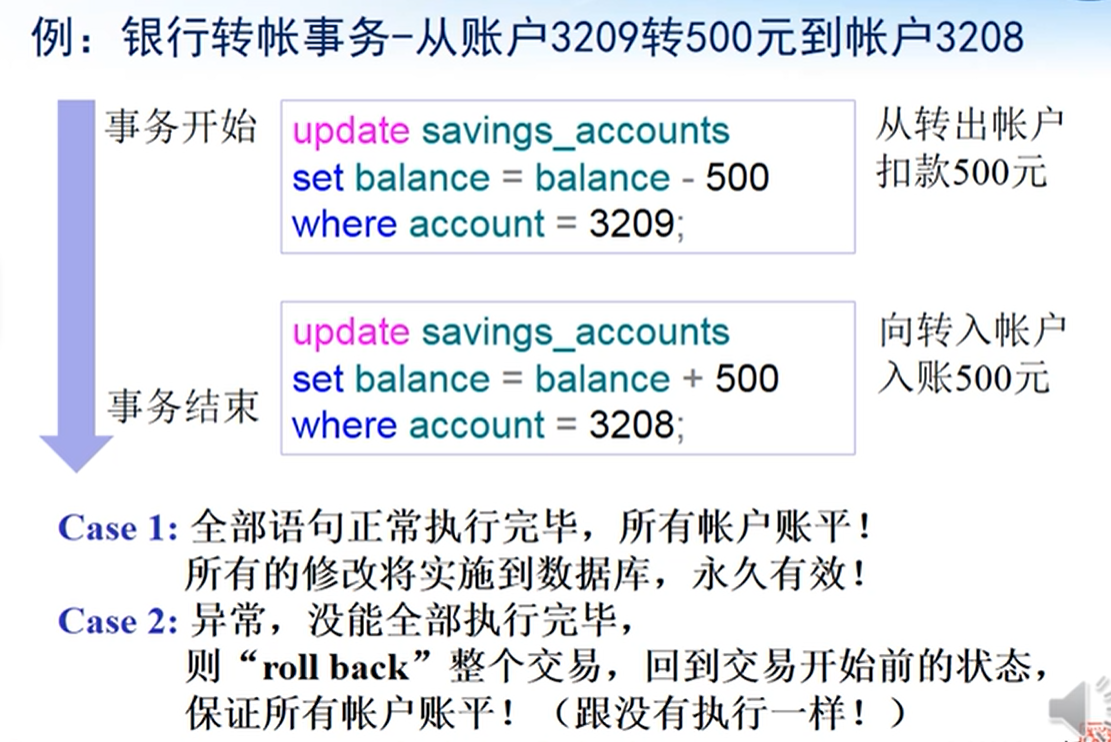 例：银行转帐事务-从账户3209转500元到帐户3208
事务开始
update savings_accounts
set balance = balance - 500
where account = 3209;
从转出帐户
扣款500元
update savings_accounts
set balance = balance + 500
where account = 3208;
事务结束
向转入帐户
入账500元
Case 1: 全部语句正常执行完毕，所有帐户账平！
所有的修改将实施到数据库，永久有效！
Case 2: 异常，没能全部执行完毕，
则“roll back”整个交易，回到交易开始前的状态，
保证所有帐户账平！（跟没有执行一样！）